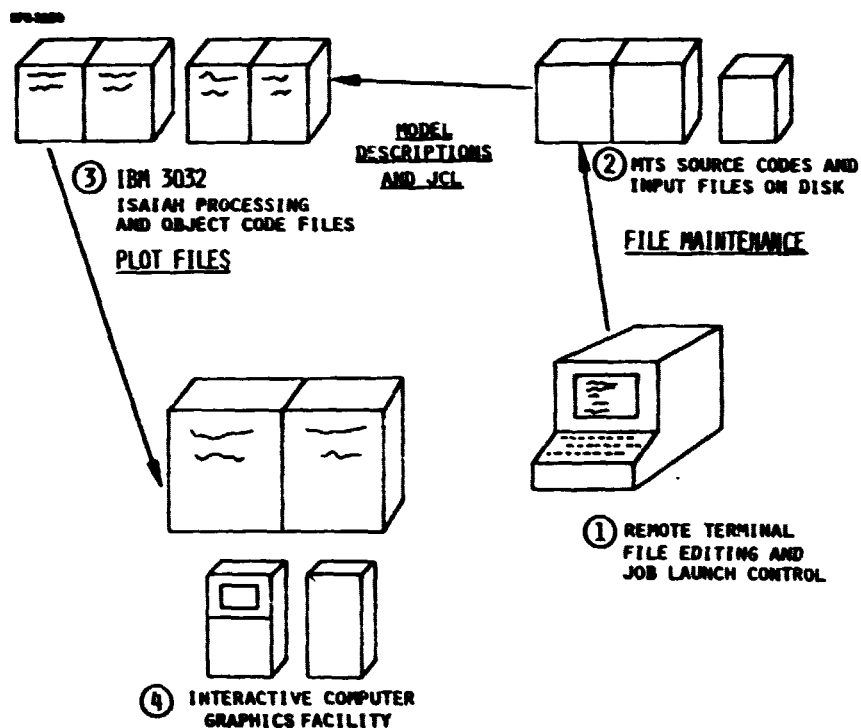 MODEL
DESCRIPTIONS
AND JCL
③ IBM 3032
ISAIAH PROCESSING
AND OBJECT CODE FILES
PLOT FILES
② MTS SOURCE CODES AND
INPUT FILES ON DISK
FILE MAINTENANCE
① REMOTE TERMINAL
FILE EDITING AND
JOB LAUNCH CONTROL
④ INTERACTIVE COMPUTER
GRAPHICS FACILITY